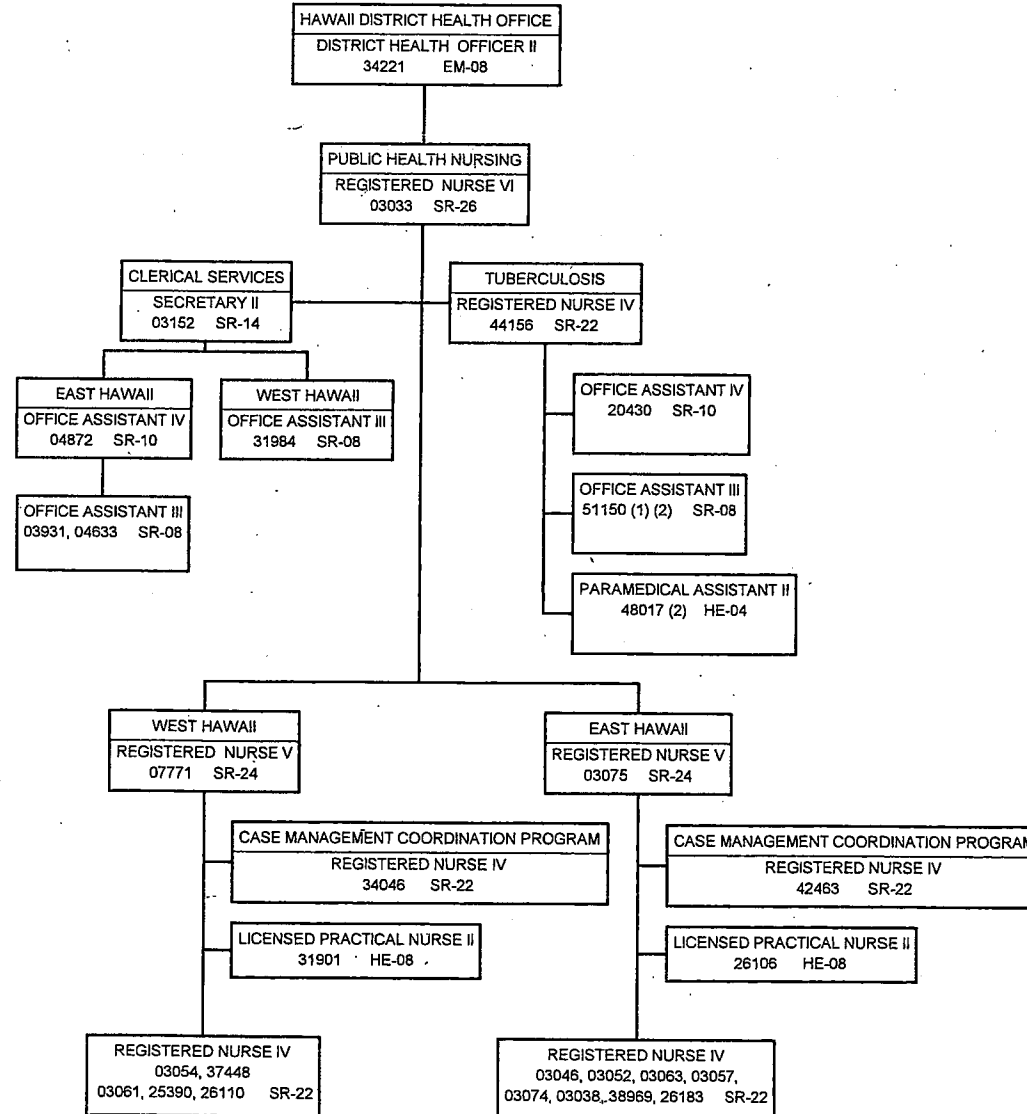 HAWAII DISTRICT HEALTH OFFICE
DISTRICT HEALTH OFFICER II
34221 EM-08
PUBLIC HEALTH NURSING
REGISTERED NURSE VI
03033 SR-26
CLERICAL SERVICES
SECRETARY II
03152 SR-14
TUBERCULOSIS
REGISTERED NURSE IV
44156 SR-22
EAST HAWAII
OFFICE ASSISTANT IV
04872 SR-10
WEST HAWAII
OFFICE ASSISTANT III
31984 SR-08
OFFICE ASSISTANT III
03931, 04633 SR-08
OFFICE ASSISTANT IV
20430 SR-10
OFFICE ASSISTANT III
51150 (1) (2) SR-08
PARAMEDICAL ASSISTANT II
48017 (2) HE-04
WEST HAWAII
REGISTERED NURSE V
07771 SR-24
EAST HAWAII
REGISTERED NURSE V
03075 SR-24
CASE MANAGEMENT COORDINATION PROGRAM
REGISTERED NURSE IV
34046 SR-22
CASE MANAGEMENT COORDINATION PROGRAM
REGISTERED NURSE IV
42463 SR-22
LICENSED PRACTICAL NURSE II
31901 HE-08
LICENSED PRACTICAL NURSE II
26106 HE-08
REGISTERED NURSE IV
03054, 37448
03061, 25390, 26110 SR-22
REGISTERED NURSE IV
03046, 03052, 03063, 03057,
03074, 03038, 38969, 26183 SR-22